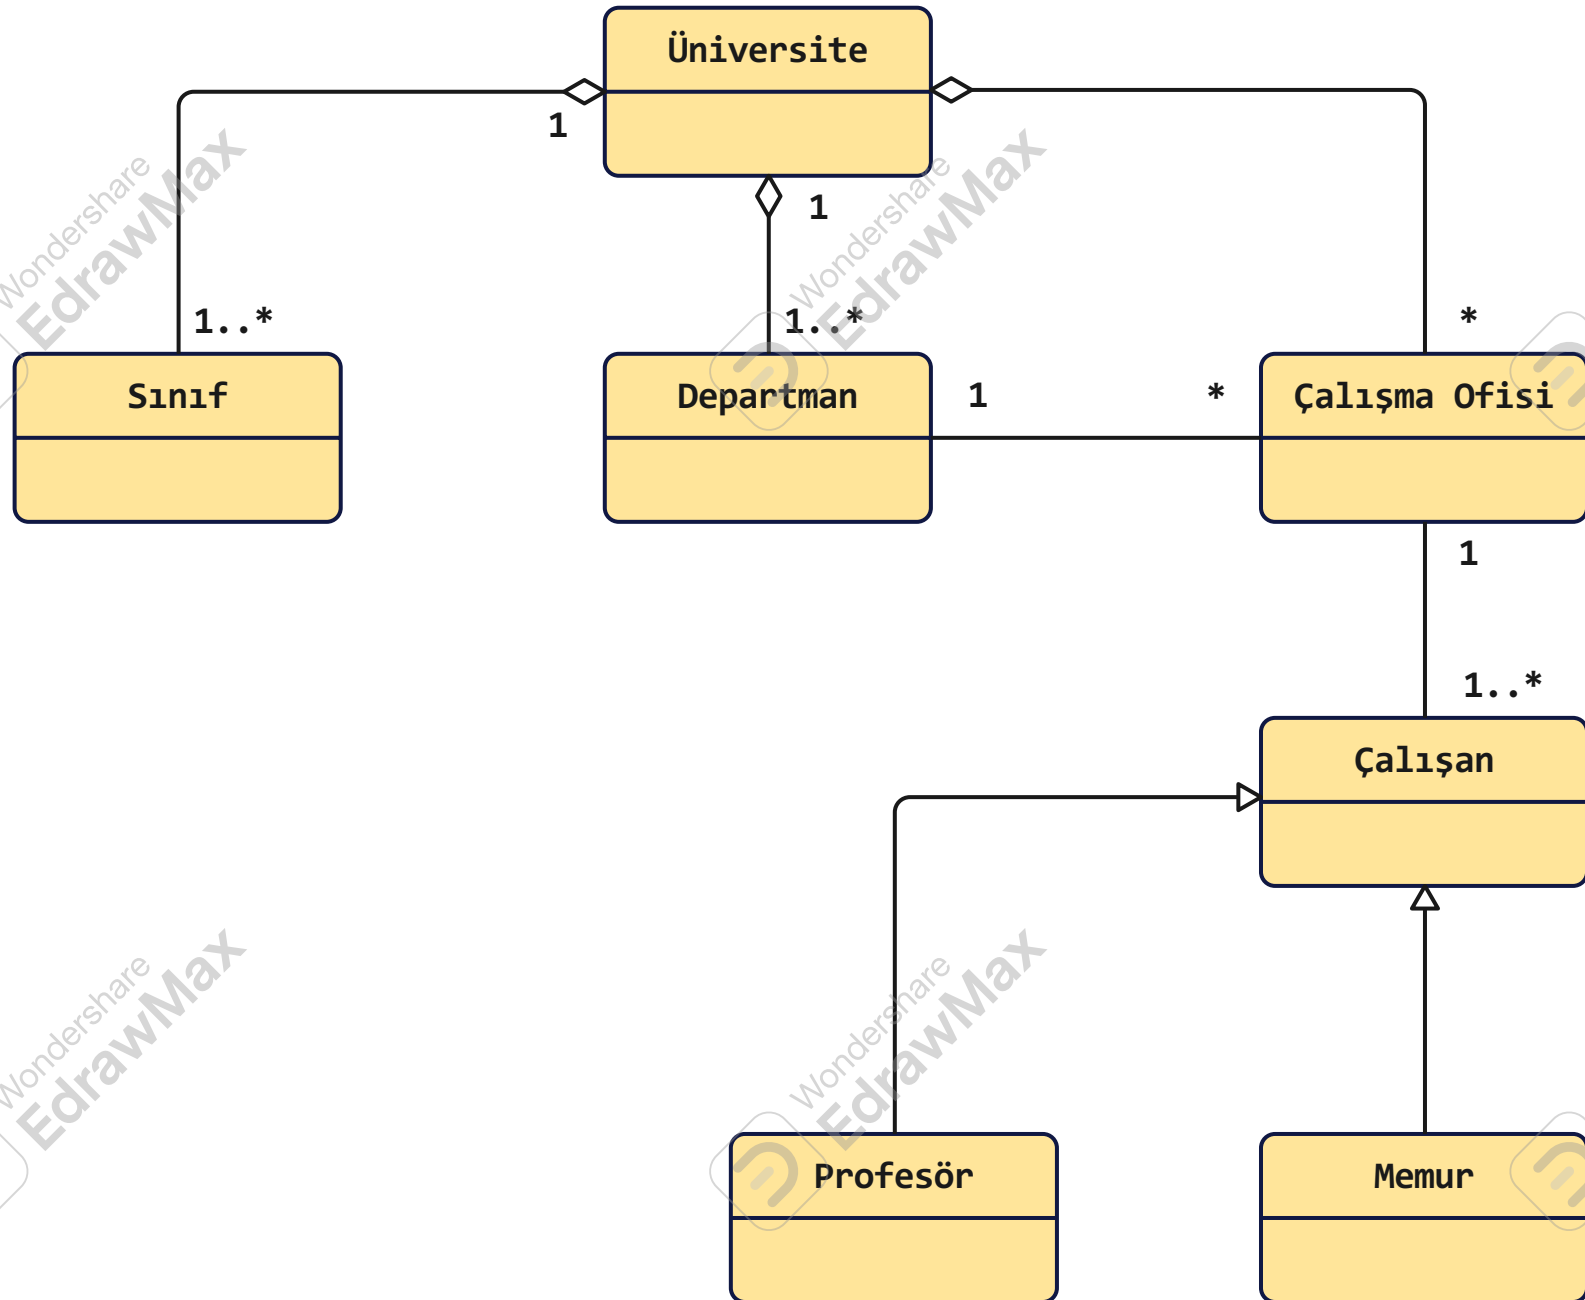 Üniversite
1
1
1..*
1..*
*
Sınıf
Departman
1
*
Çalışma Ofisi
1
1..*
Çalışan
Profesör
Memur
Wondershare
EdrawMax
Wondershare
EdrawMax
Wondershare
EdrawMax
Wondershare
EdrawMax